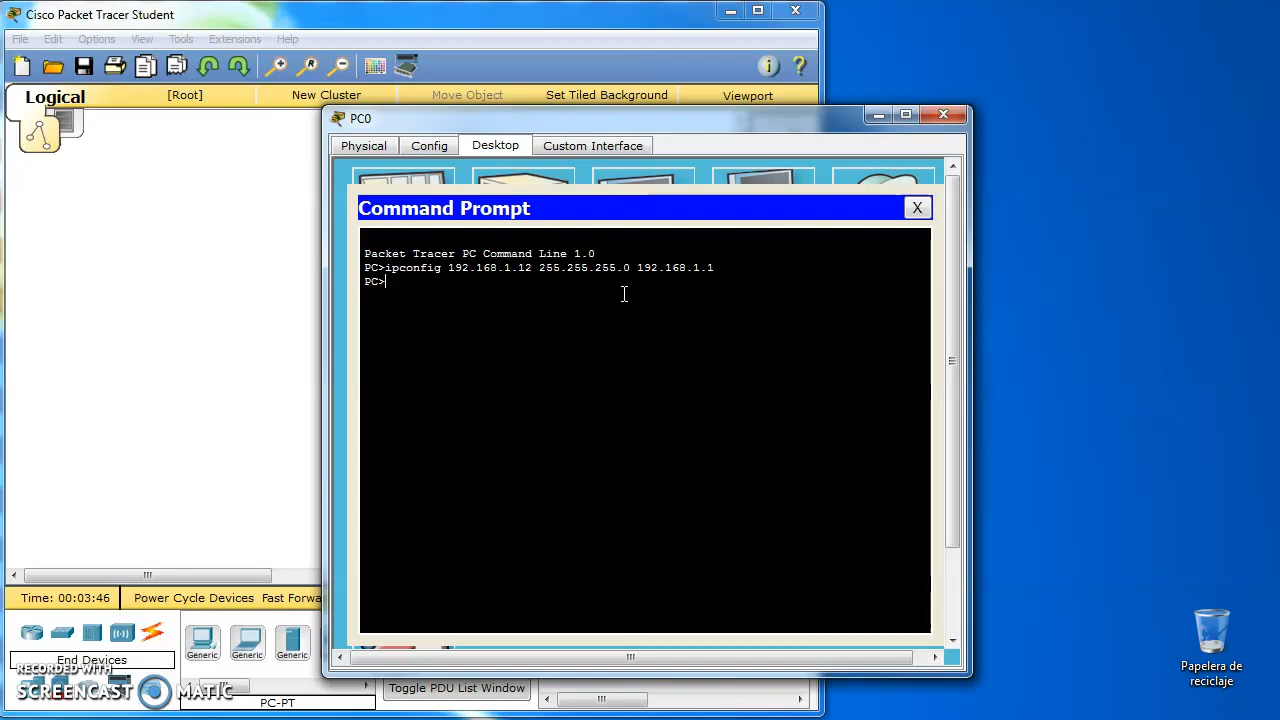 Cisco Packet Tracer Student
File Edit Options View Tools Extensions Help
Logical [Root] New Cluster Move Object Set Tiled Background Viewport
PC0
Physical Config Desktop Custom Interface
Command Prompt X
Packet Tracer PC Command Line 1.0
PC>ipconfig 192.168.1.12 255.255.255.0 192.168.1.1
PC>
Time: 00:03:46 Power Cycle Devices Fast Forwa
Generic Generic Generic
End Devices
RECORDED WITH
SCREENCAST MATIC
PC-PT
Toggle PDU List Window
Papelera de
reciclaje